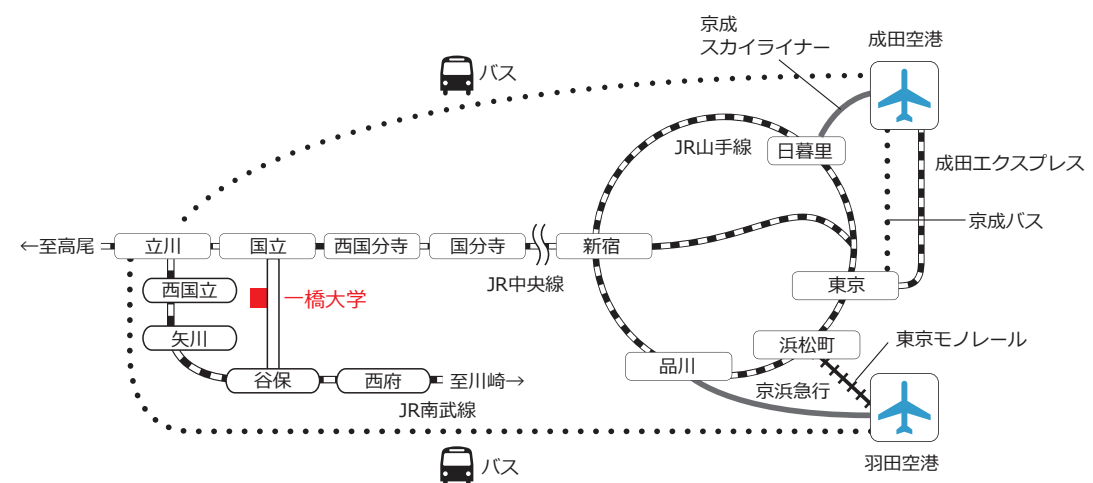 京成
スカイライナー
成田空港
バス
JR山手線
日暮里
成田エクスプレス
京成バス
←至高尾
立川
国立
西国分寺
国分寺
新宿
JR中央線
東京
西国立
一橋大学
矢川
浜松町
東京モノレール
品川
谷保
西府
至川崎→
京浜急行
JR南武線
バス
羽田空港